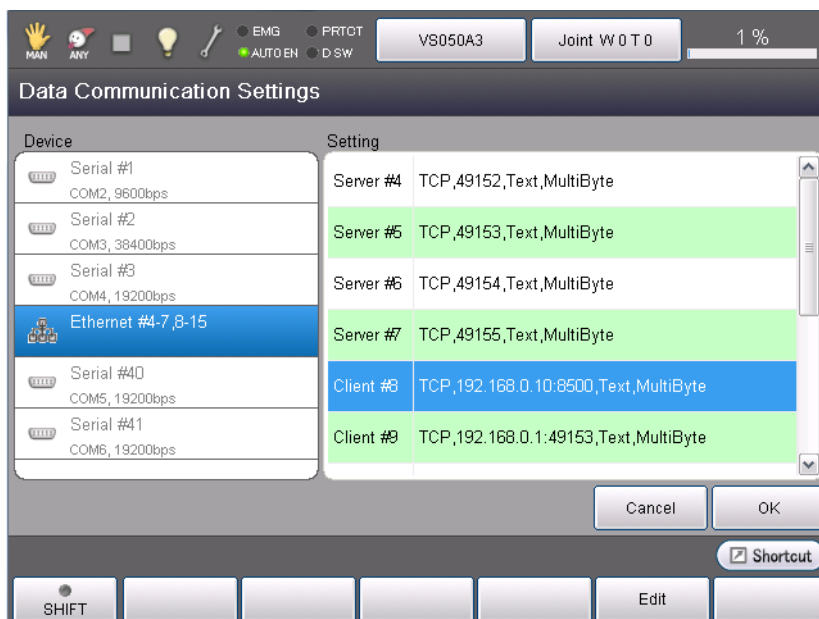 MAN
ANY
EMG
PRTCT
AUTO EN
D SW
VS050A3
Joint W 0 T 0
1 %
Data Communication Settings
Device
Serial #1
COM2, 9600bps
Serial #2
COM3, 38400bps
Serial #3
COM4, 19200bps
Ethernet #4-7,8-15
Serial #40
COM5, 19200bps
Serial #41
COM6, 19200bps
Setting
Server #4 TCP,49152,Text,MultiByte
Server #5 TCP,49153,Text,MultiByte
Server #6 TCP,49154,Text,MultiByte
Server #7 TCP,49155,Text,MultiByte
Client #8 TCP,192.168.0.10:8500,Text,MultiByte
Client #9 TCP,192.168.0.1:49153,Text,MultiByte
Cancel
OK
Shortcut
SHIFT
Edit